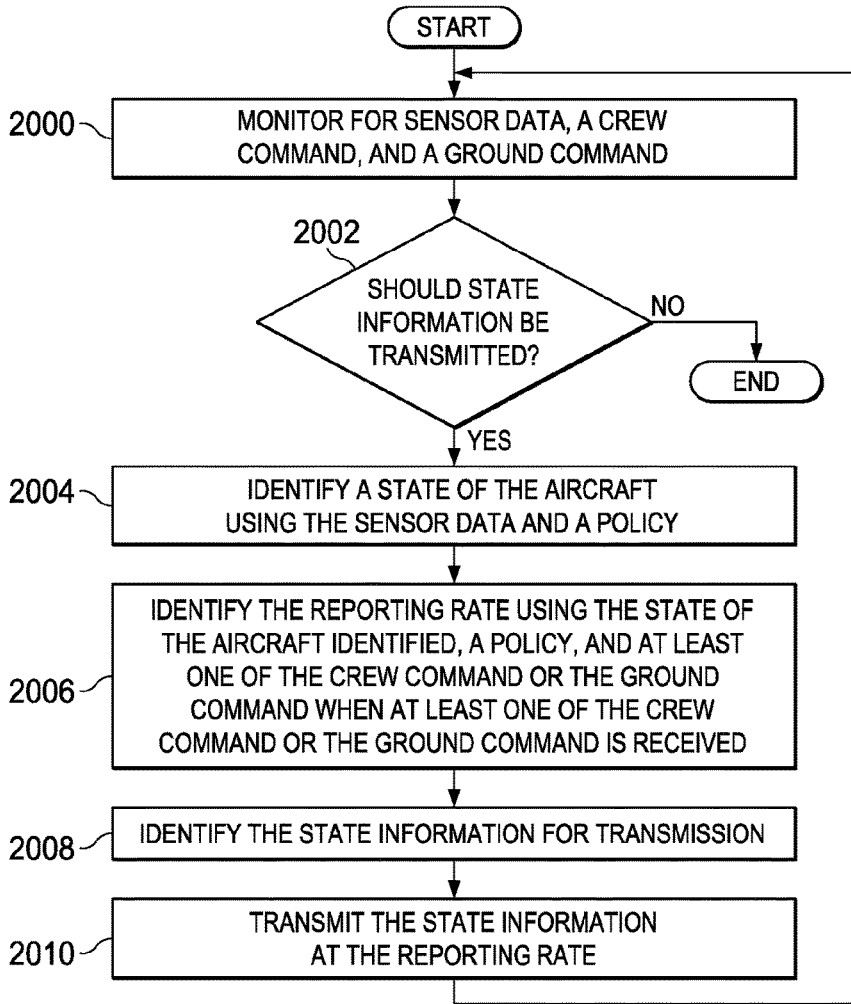 START
2000
MONITOR FOR SENSOR DATA, A CREW
COMMAND, AND A GROUND COMMAND
2002
SHOULD STATE
INFORMATION BE
TRANSMITTED?
NO
END
YES
2004
IDENTIFY A STATE OF THE AIRCRAFT
USING THE SENSOR DATA AND A POLICY
2006
IDENTIFY THE REPORTING RATE USING THE STATE OF
THE AIRCRAFT IDENTIFIED, A POLICY, AND AT LEAST
ONE OF THE CREW COMMAND OR THE GROUND
COMMAND WHEN AT LEAST ONE OF THE CREW
COMMAND OR THE GROUND COMMAND IS RECEIVED
2008
IDENTIFY THE STATE INFORMATION FOR TRANSMISSION
2010
TRANSMIT THE STATE INFORMATION
AT THE REPORTING RATE